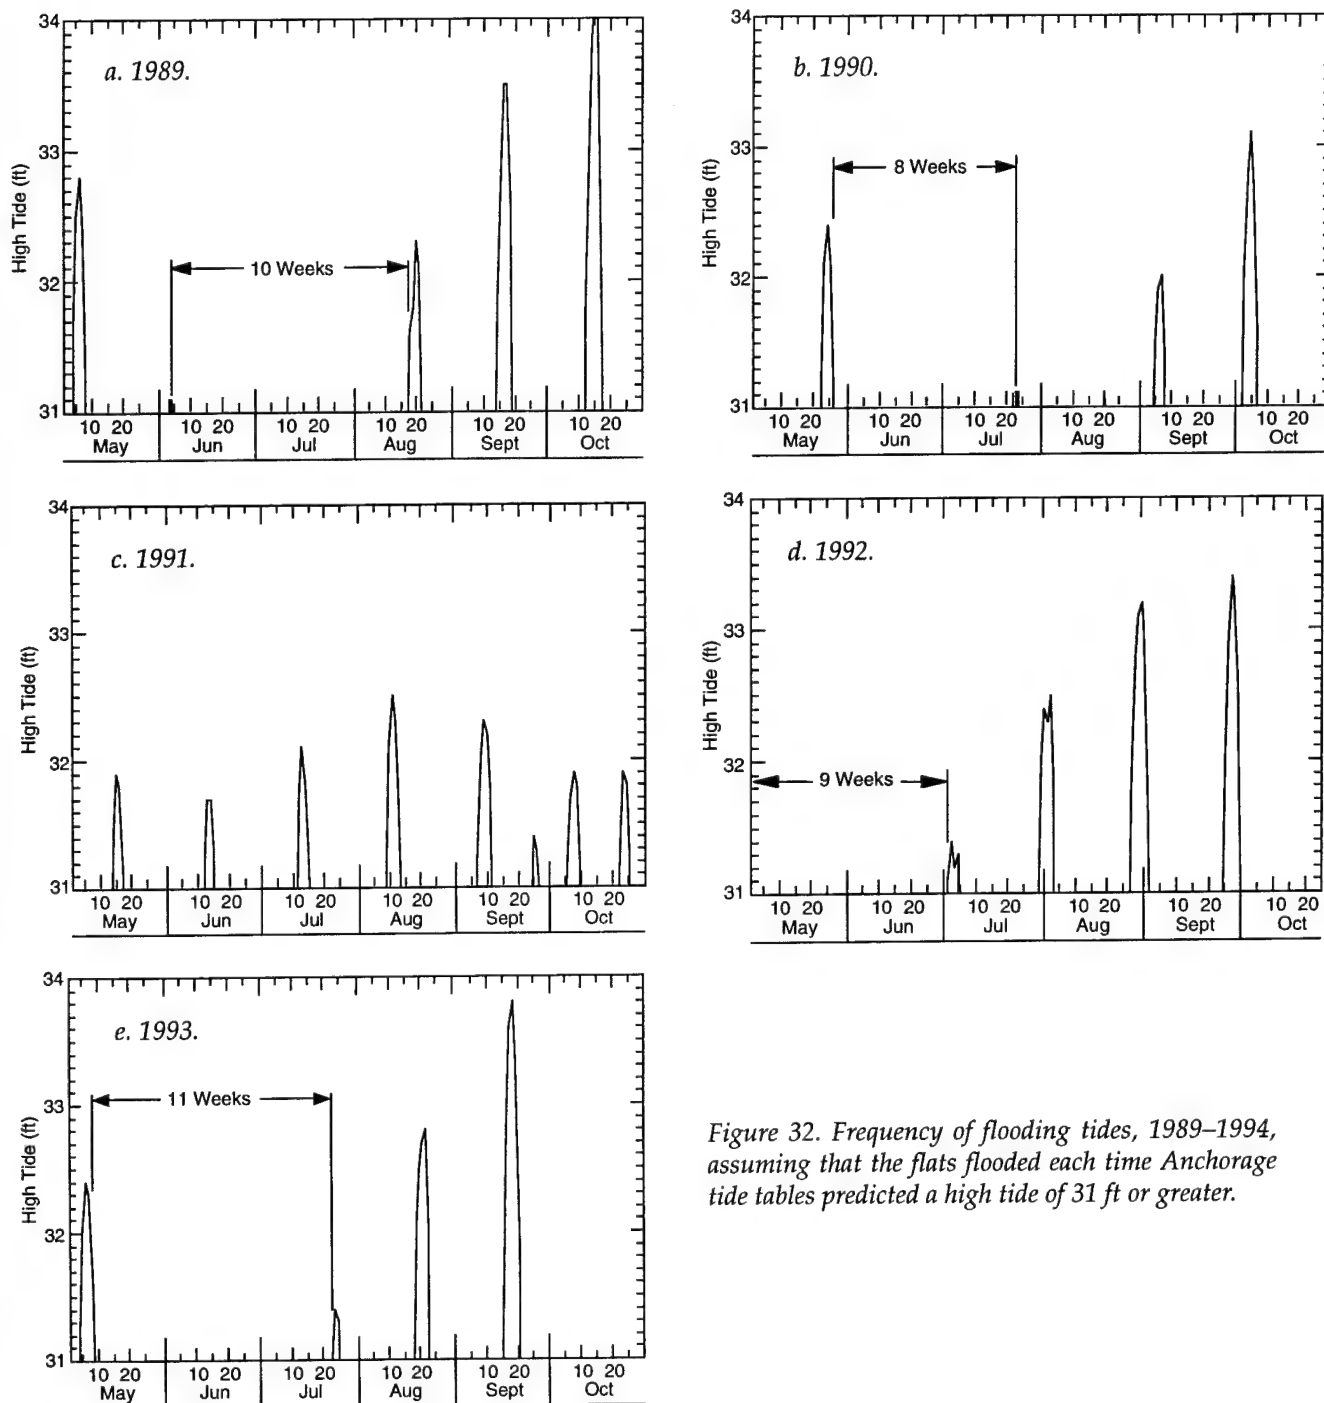 a. 1989.
High Tide (ft)
34
33
32
31
10 Weeks
10 20 10 20 10 20 10 20 10 20 10 20
May Jun Jul Aug Sept Oct
b. 1990.
High Tide (ft)
34
33
32
31
8 Weeks
10 20 10 20 10 20 10 20 10 20 10 20
May Jun Jul Aug Sept Oct
c. 1991.
High Tide (ft)
34
33
32
31
10 20 10 20 10 20 10 20 10 20 10 20
May Jun Jul Aug Sept Oct
d. 1992.
High Tide (ft)
34
33
32
31
9 Weeks
10 20 10 20 10 20 10 20 10 20 10 20
May Jun Jul Aug Sept Oct
e. 1993.
High Tide (ft)
34
33
32
31
11 Weeks
10 20 10 20 10 20 10 20 10 20 10 20
May Jun Jul Aug Sept Oct
Figure 32. Frequency of flooding tides, 1989–1994,
assuming that the flats flooded each time Anchorage
tide tables predicted a high tide of 31 ft or greater.